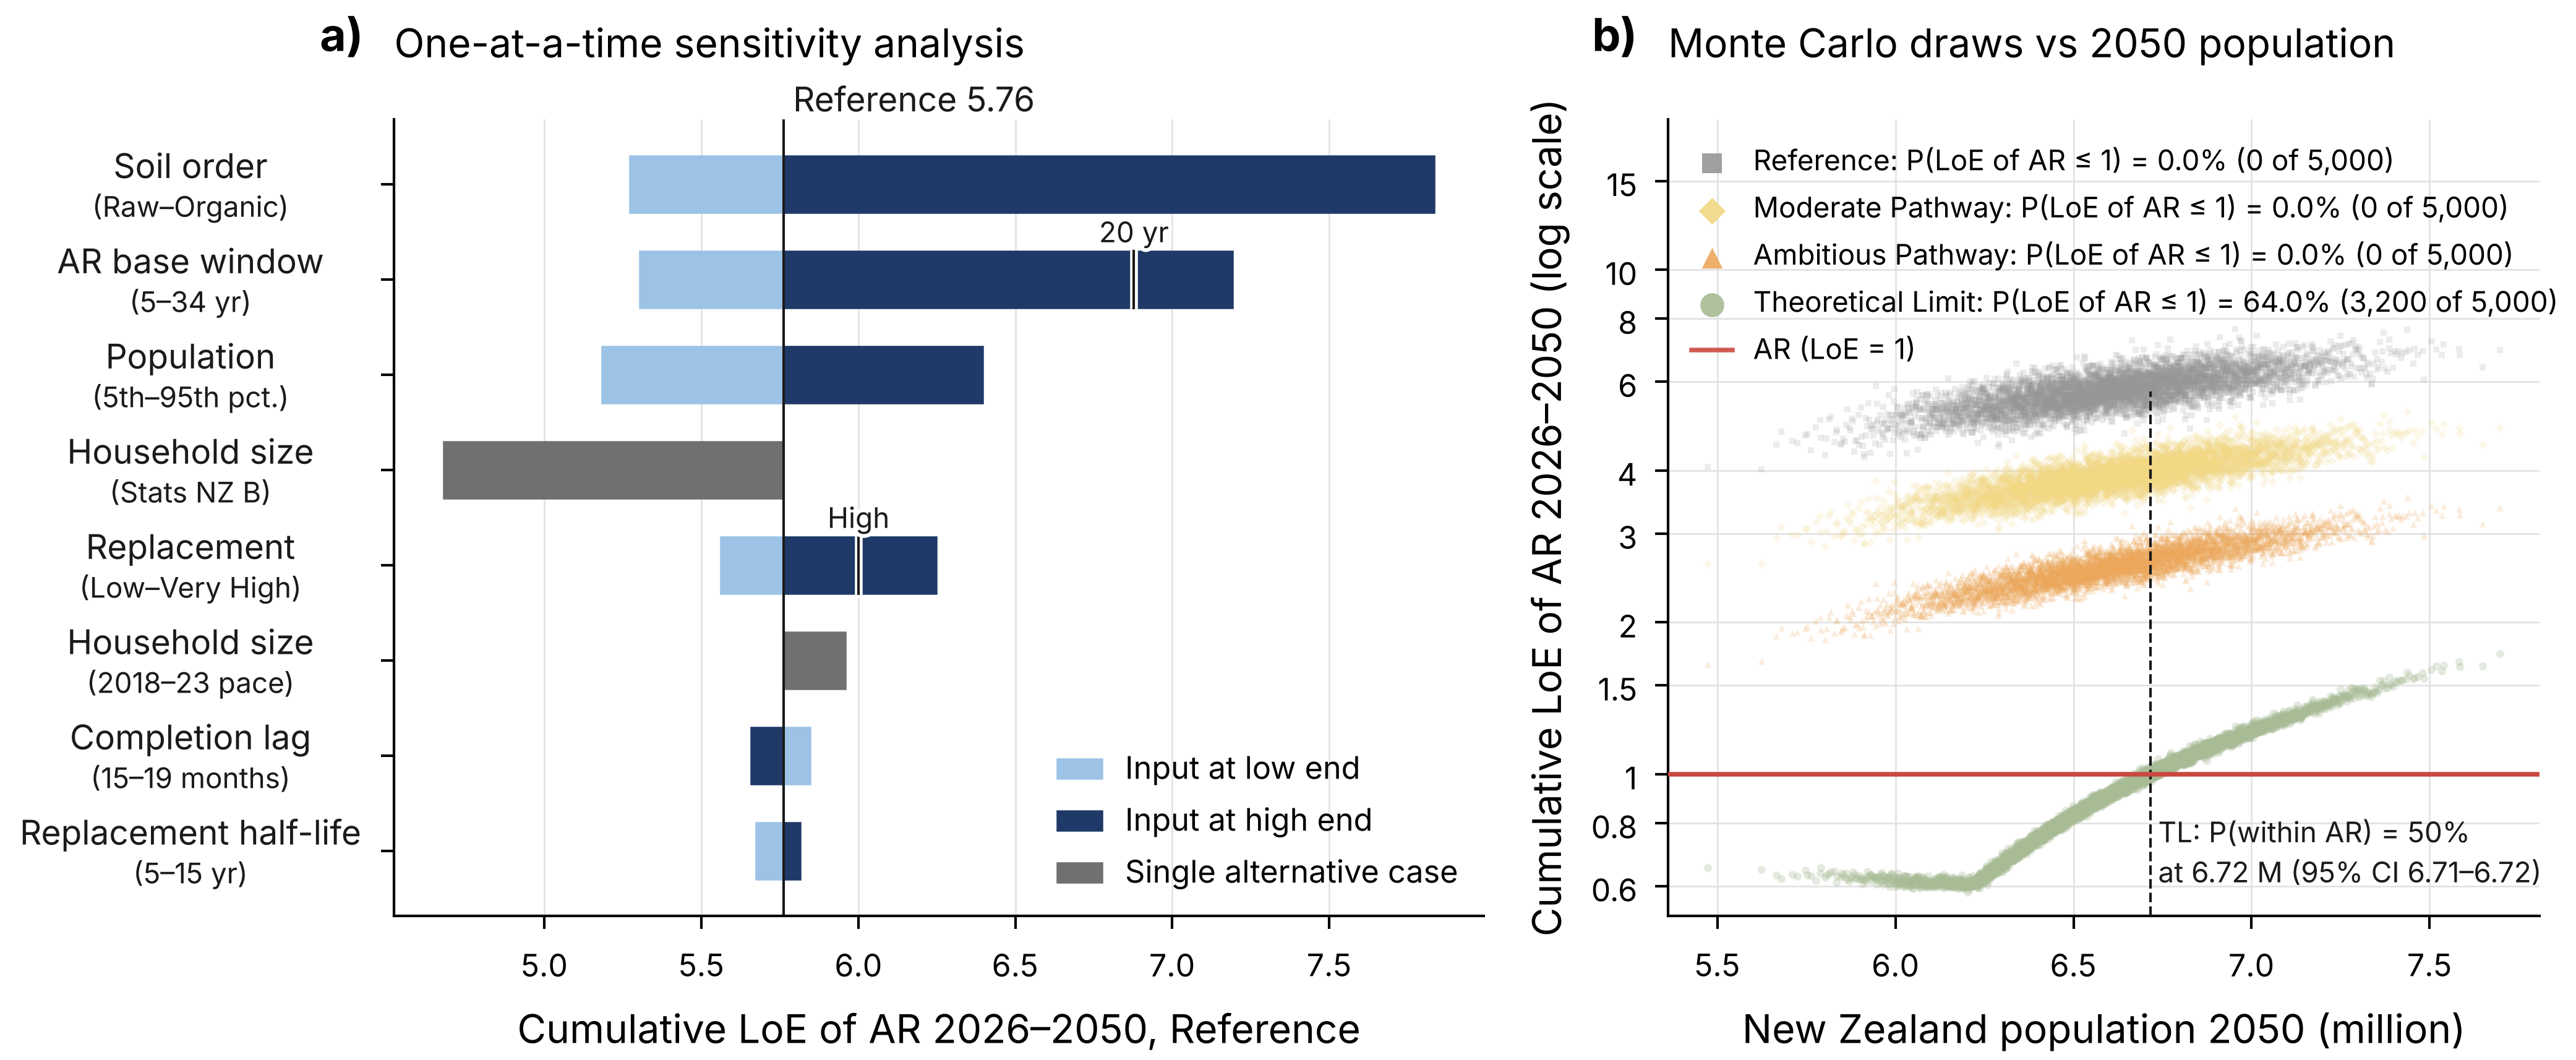 a) One-at-a-time sensitivity analysis
Reference 5.76
Soil order
(Raw–Organic)
20 yr
AR base window
(5–34 yr)
Population
(5th–95th pct.)
Household size
(Stats NZ B)
High
Replacement
(Low–Very High)
Household size
(2018–23 pace)
Completion lag
(15–19 months)
Replacement half-life
(5–15 yr)
Input at low end
Input at high end
Single alternative case
5.0 5.5 6.0 6.5 7.0 7.5
Cumulative LoE of AR 2026–2050, Reference
b) Monte Carlo draws vs 2050 population
Cumulative LoE of AR 2026–2050 (log scale)
15
10
8
6
4
3
2
1.5
1
0.8
0.6
Reference: P(LoE of AR ≤ 1) = 0.0% (0 of 5,000)
Moderate Pathway: P(LoE of AR ≤ 1) = 0.0% (0 of 5,000)
Ambitious Pathway: P(LoE of AR ≤ 1) = 0.0% (0 of 5,000)
Theoretical Limit: P(LoE of AR ≤ 1) = 64.0% (3,200 of 5,000)
AR (LoE = 1)
TL: P(within AR) = 50%
at 6.72 M (95% CI 6.71–6.72)
5.5 6.0 6.5 7.0 7.5
New Zealand population 2050 (million)